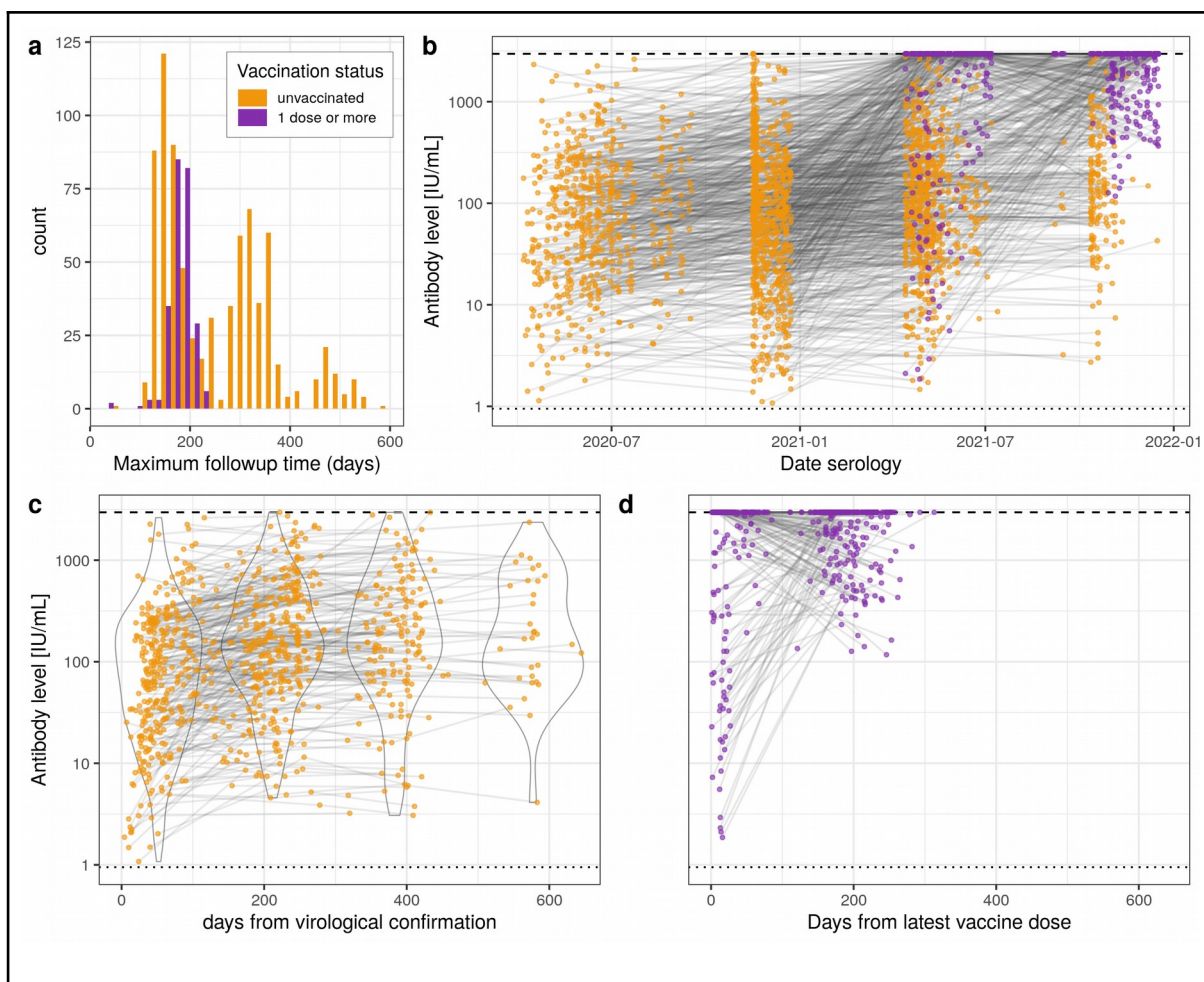 a
125
100
75
50
25
0
count
0 200 400 600
Maximum followup time (days)
Vaccination status
unvaccinated
1 dose or more
b
1000
100
10
1
Antibody level [IU/mL]
2020-07 2021-01 2021-07 2022-01
Date serology
c
1000
100
10
1
Antibody level [IU/mL]
0 200 400 600
days from virological confirmation
d
0 200 400 600
Days from latest vaccine dose